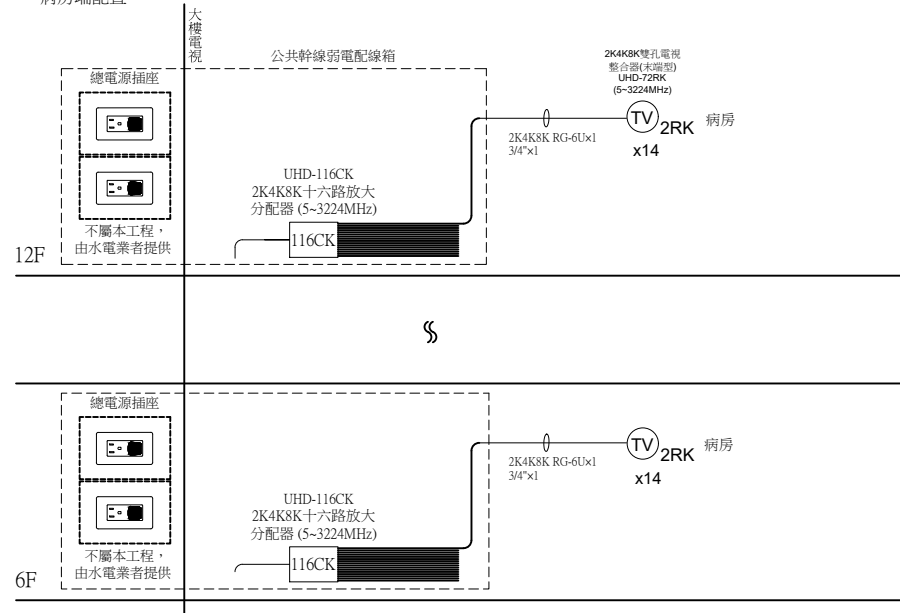 大樓電視
公共幹線弱電配線箱
總電源插座
不屬本工程，
由水電業者提供
12F
UHD-116CK
2K4K8K十六路放大
分配器 (5~3224MHz)
116CK
2K4K8K RG-6U×1
3/4"×1
2K4K8K雙孔電視
整合器(末端型)
UHD-72RK
(5~3224MHz)
TV
2RK
病房
x14
總電源插座
不屬本工程，
由水電業者提供
6F
UHD-116CK
2K4K8K十六路放大
分配器 (5~3224MHz)
116CK
2K4K8K RG-6U×1
3/4"×1
TV
2RK
病房
x14